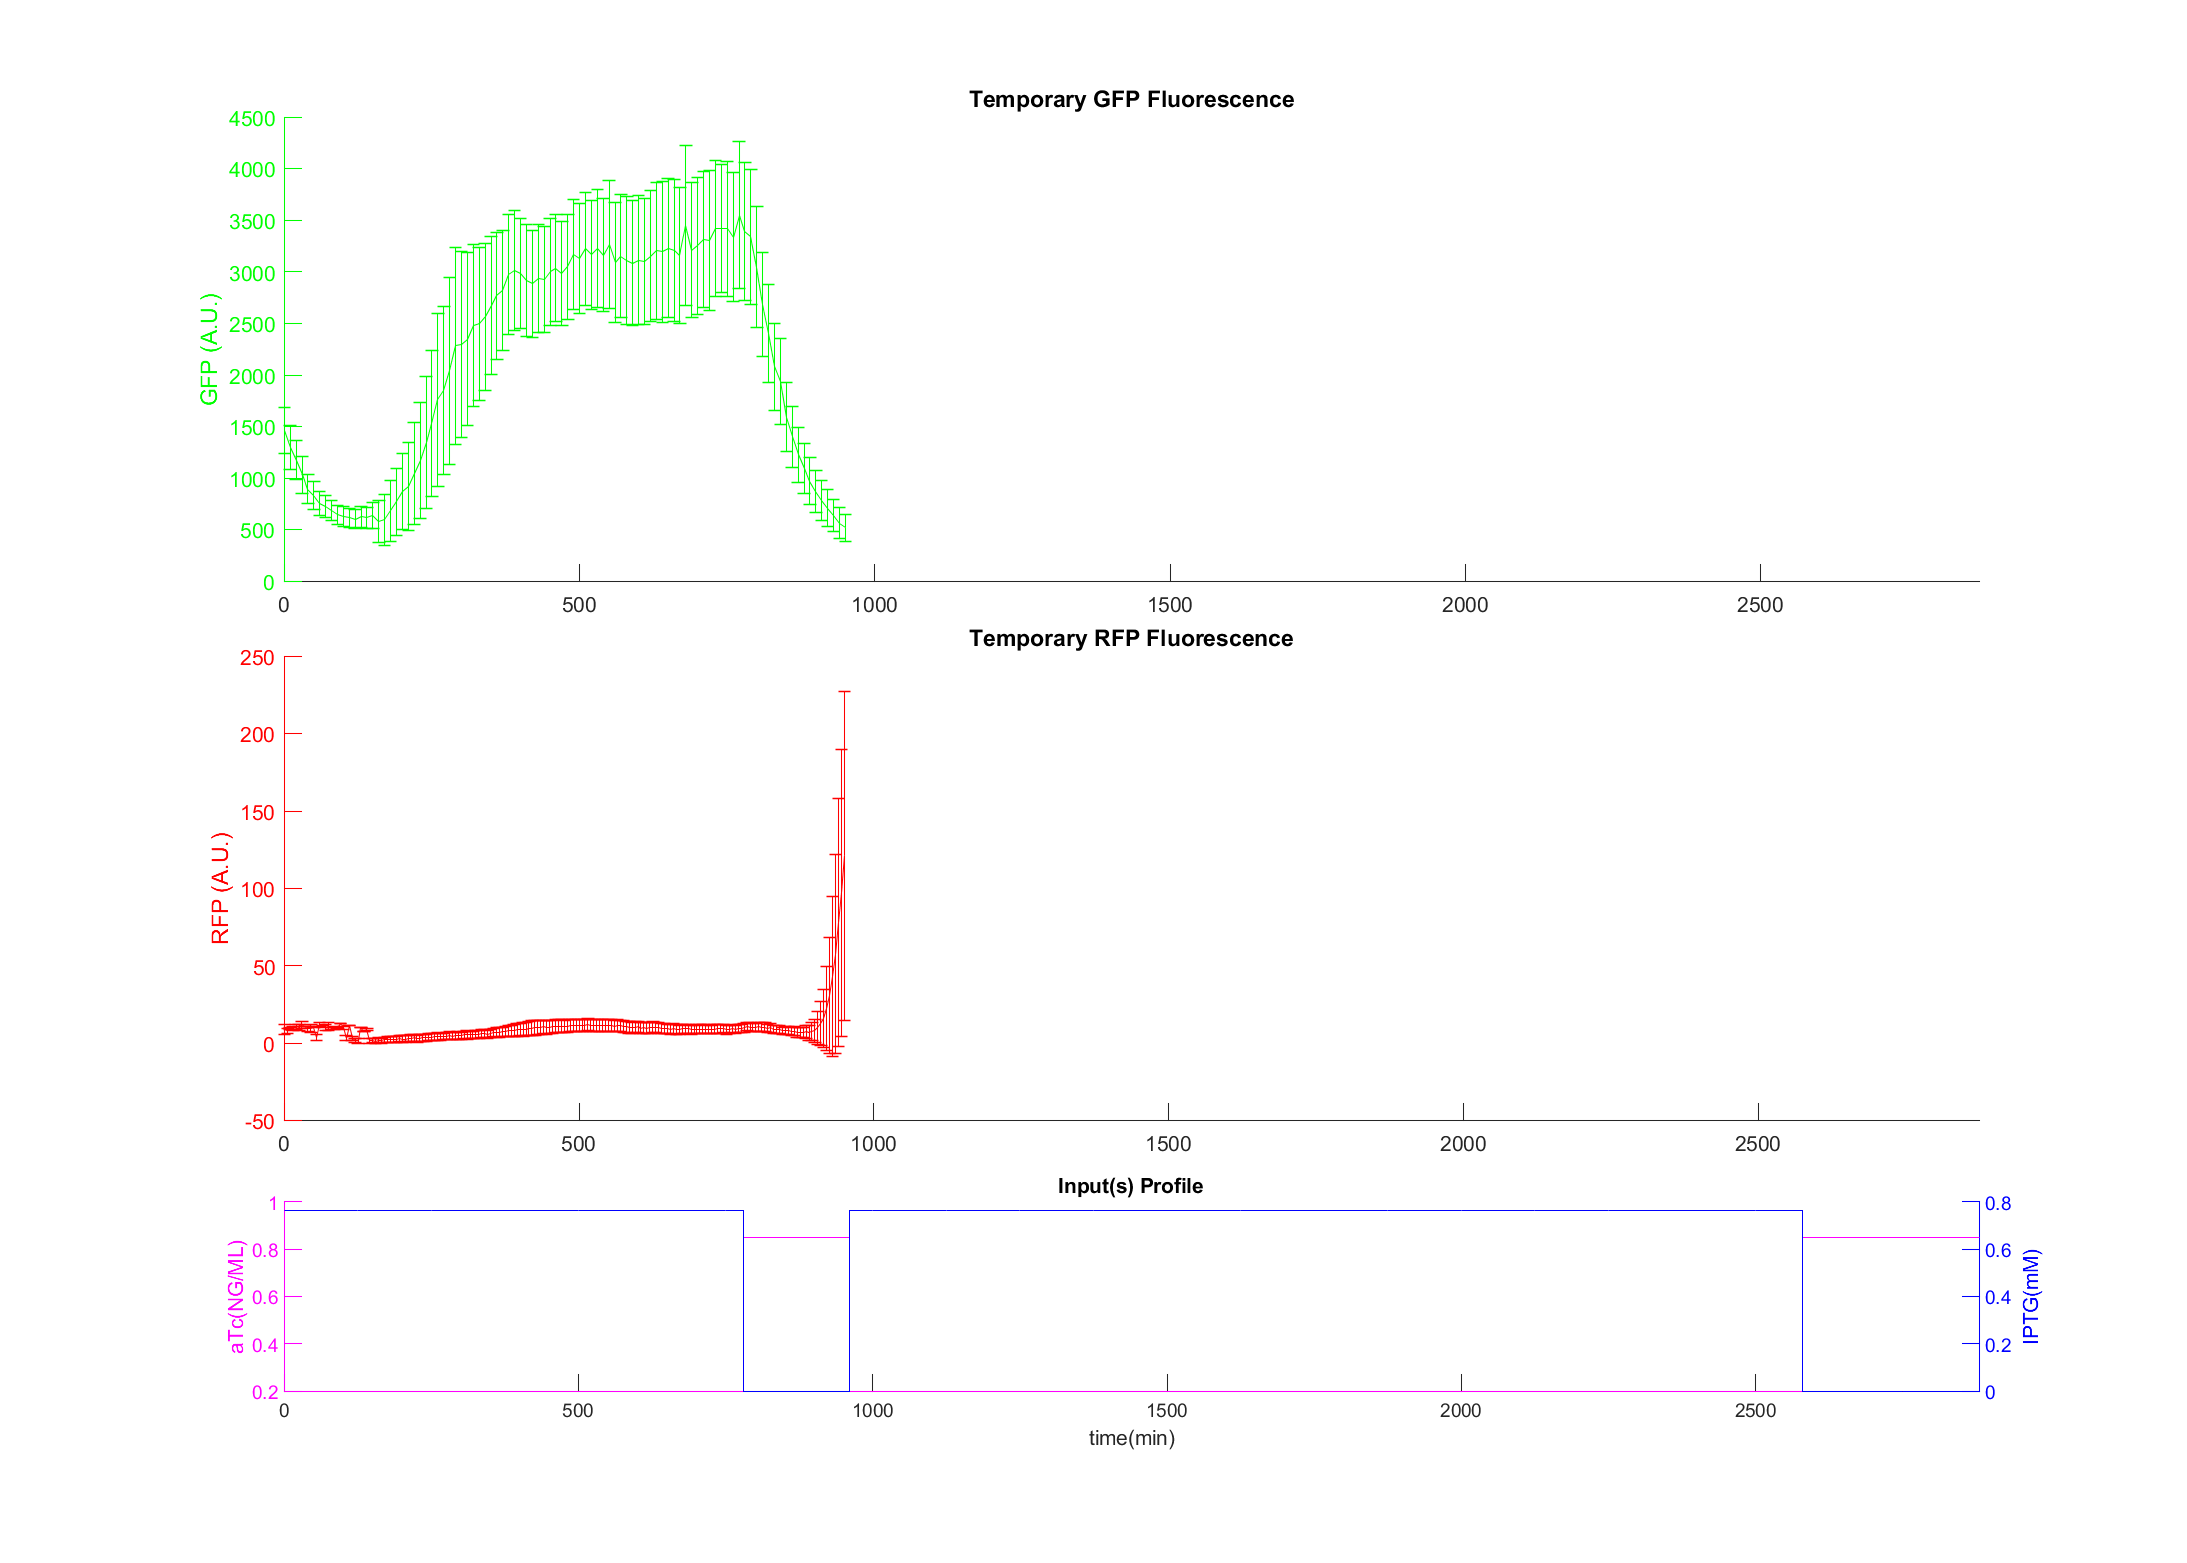 Temporary GFP Fluorescence
4500
4000
3500
3000
2500
2000
1500
1000
500
0
GFP (A.U.)
0 500 1000 1500 2000 2500
Temporary RFP Fluorescence
250
200
150
100
50
0
-50
RFP (A.U.)
0 500 1000 1500 2000 2500
Input(s) Profile
1
0.8
0.6
0.4
0.2
aTc(NG/ML)
0.8
0.6
0.4
0.2
0
IPTG(mM)
0 500 1000 1500 2000 2500
time(min)